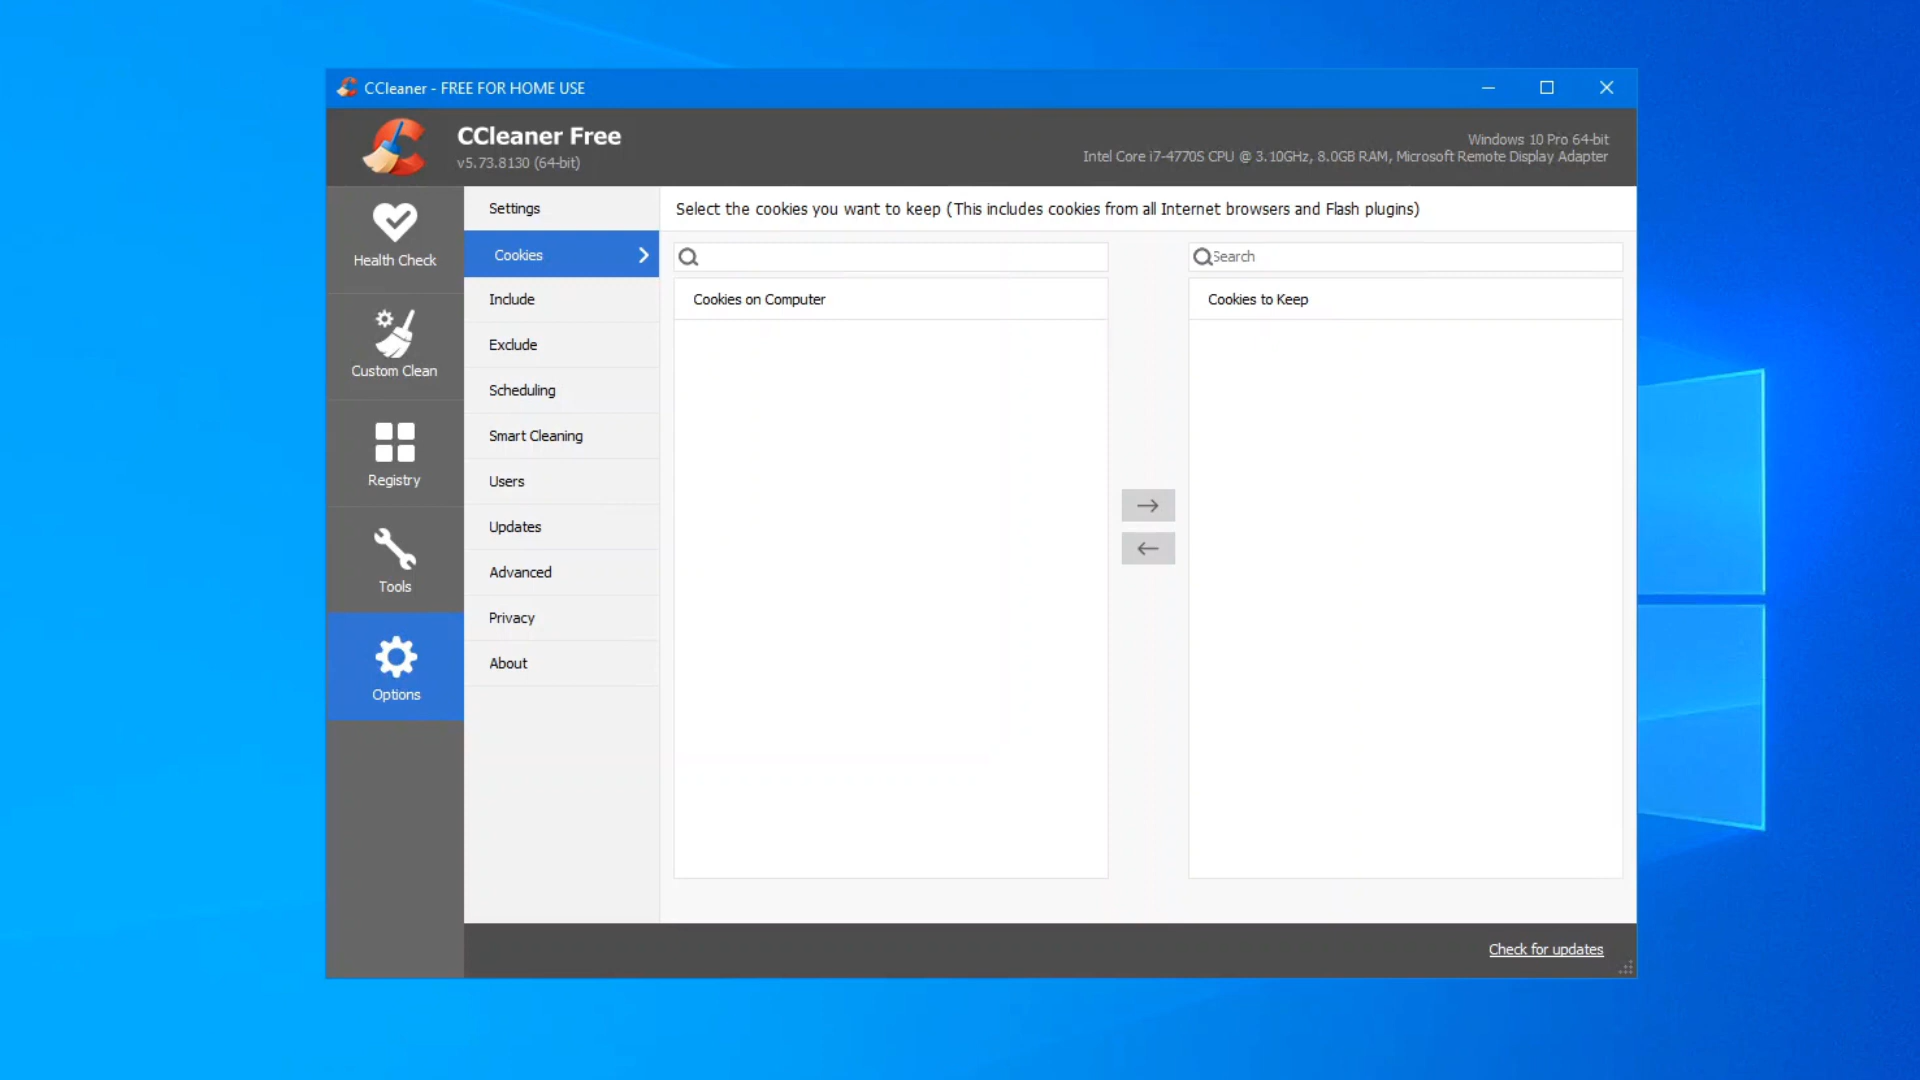 CCleaner - FREE FOR HOME USE
CCleaner Free
v5.73.8130 (64-bit)
Windows 10 Pro 64-bit
Intel Core i7-4770S CPU @ 3.10GHz, 8.0GB RAM, Microsoft Remote Display Adapter
Health Check
Custom Clean
Registry
Tools
Options
Settings
Cookies
Include
Exclude
Scheduling
Smart Cleaning
Users
Updates
Advanced
Privacy
About
Select the cookies you want to keep (This includes cookies from all Internet browsers and Flash plugins)
Search
Cookies on Computer
Cookies to Keep
Check for updates